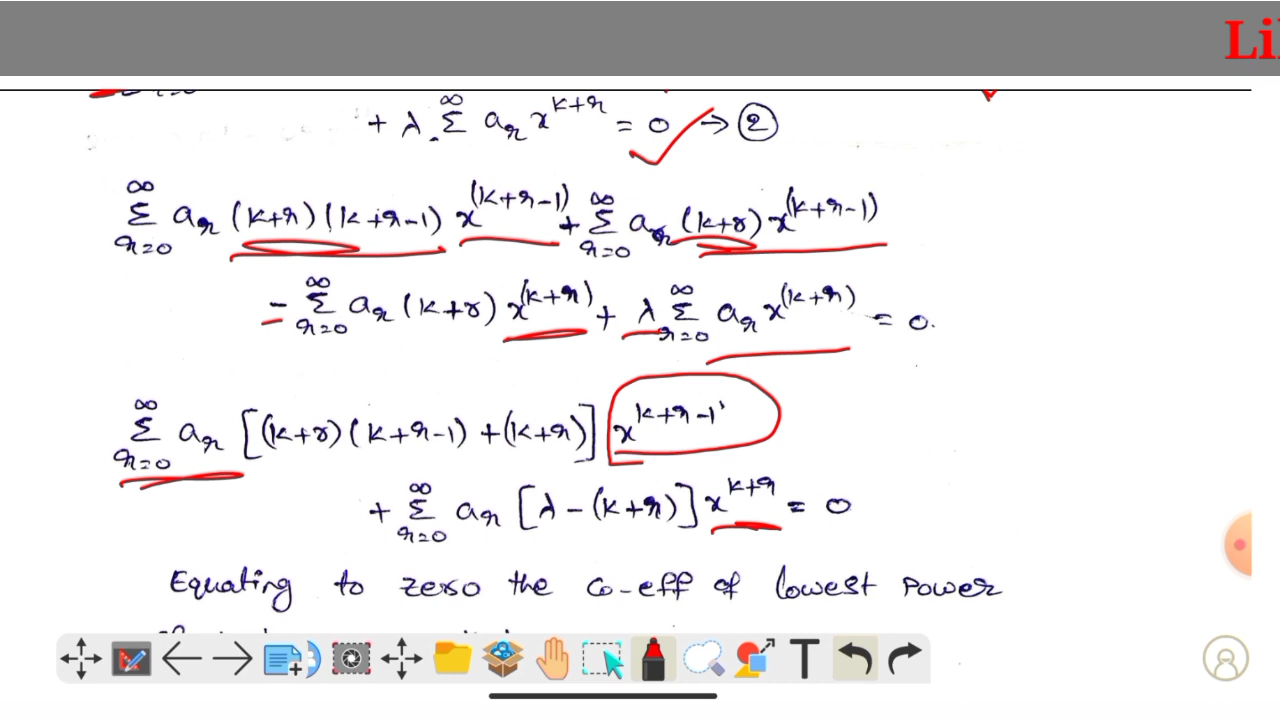 Li
+ λ Σ^∞ a_r x^{k+r} = 0 → ②
Σ_{r=0}^∞ a_r (k+r)(k+r-1) x^{(k+r-1)} + Σ_{r=0}^∞ a_r (k+r) x^{(k+r-1)}
- Σ_{r=0}^∞ a_r (k+r) x^{(k+r)} + λ Σ_{r=0}^∞ a_r x^{(k+r)} = 0.
Σ_{r=0}^∞ a_r [(k+r)(k+r-1) + (k+r)] x^{k+r-1}
+ Σ_{r=0}^∞ a_r [λ - (k+r)] x^{k+r} = 0
Equating to zero the co-eff of lowest power
T